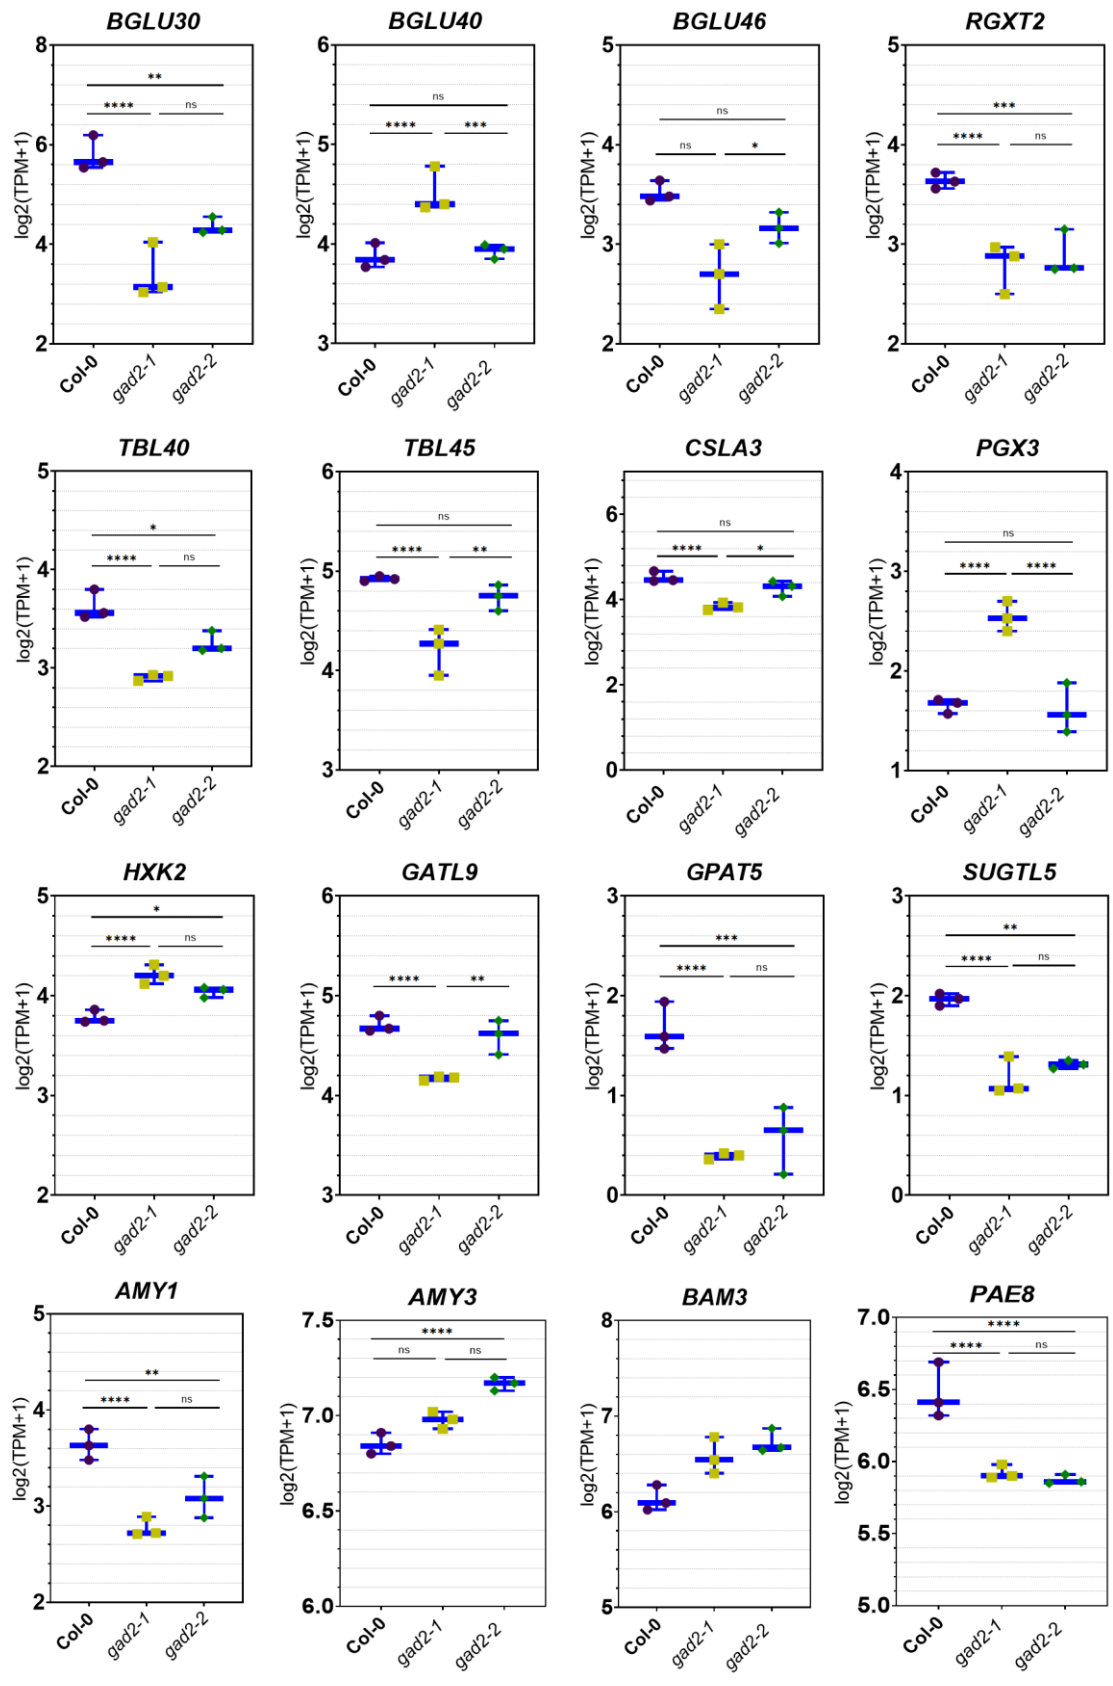 BGLU30 BGLU40 BGLU46 RGXT2
8 6 5 5
** ns ns ***
**** ns **** *** ns * **** ns
log2(TPM+1) log2(TPM+1) log2(TPM+1) log2(TPM+1)
6 5 4 4
4 4 3 3
2 3 2 2
Col-0 gad2-1 gad2-2 Col-0 gad2-1 gad2-2 Col-0 gad2-1 gad2-2 Col-0 gad2-1 gad2-2
TBL40 TBL45 CSLA3 PGX3
5 6 6 4
* ns ns ns
**** ns **** ** **** * **** ****
log2(TPM+1) log2(TPM+1) log2(TPM+1) log2(TPM+1)
4 5 4 3
3 4 2 2
2 3 0 1
Col-0 gad2-1 gad2-2 Col-0 gad2-1 gad2-2 Col-0 gad2-1 gad2-2 Col-0 gad2-1 gad2-2
HXK2 GATL9 GPAT5 SUGTL5
5 6 3 3
* *** **
**** ns **** ** **** ns **** ns
log2(TPM+1) log2(TPM+1) log2(TPM+1) log2(TPM+1)
4 5 2 2
3 4 1 1
2 3 0 0
Col-0 gad2-1 gad2-2 Col-0 gad2-1 gad2-2 Col-0 gad2-1 gad2-2 Col-0 gad2-1 gad2-2
AMY1 AMY3 BAM3 PAE8
5 7.5 8 7.0
** **** ****
**** ns ns ns **** ns
log2(TPM+1) log2(TPM+1) log2(TPM+1) log2(TPM+1)
4 7.0 7 6.5
6.0
3 6.5 6 5.5
2 6.0 5 5.0
Col-0 gad2-1 gad2-2 Col-0 gad2-1 gad2-2 Col-0 gad2-1 gad2-2 Col-0 gad2-1 gad2-2